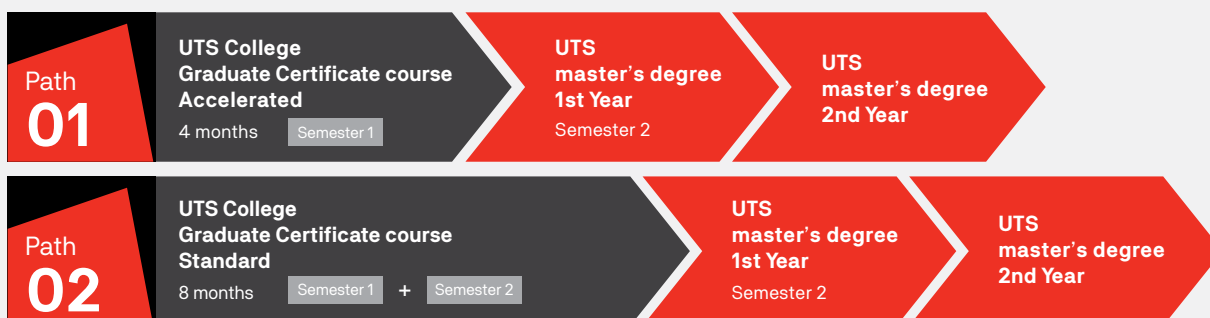 Path
01
UTS College
Graduate Certificate course
Accelerated
4 months Semester 1
UTS
master's degree
1st Year
Semester 2
UTS
master's degree
2nd Year
Path
02
UTS College
Graduate Certificate course
Standard
8 months Semester 1 + Semester 2
UTS
master's degree
1st Year
Semester 2
UTS
master's degree
2nd Year